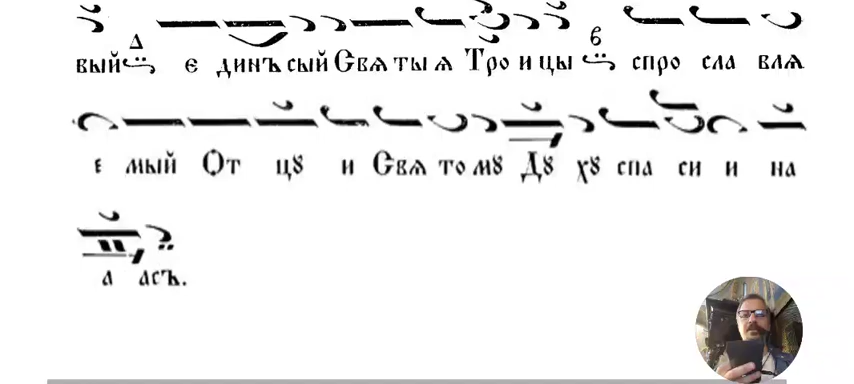 Д в
вый є динъ сый Свѧ ты ѧ Тро и цы спро сла влѧ
є мый От цꙋ и Свѧ то мꙋ Дꙋ хꙋ спа си и на
а асъ.